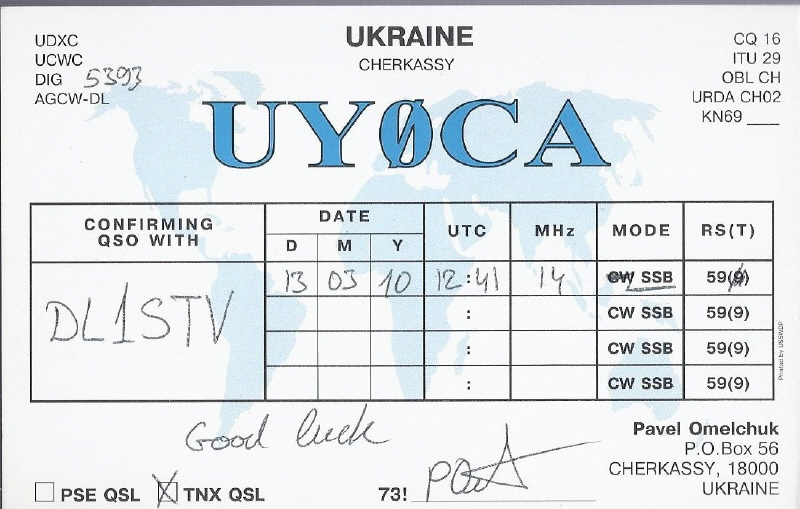 UDXC
UCWC
DIG 5393
AGCW-DL
UKRAINE
CHERKASSY
CQ 16
ITU 29
OBL CH
URDA CH02
KN69 ____
UYØCA
CONFIRMING QSO WITH DATE UTC MHz MODE RS(T)
D M Y
DL1STV 13 03 10 12:41 14 CW SSB 59(9)
: CW SSB 59(9)
: CW SSB 59(9)
: CW SSB 59(9)
Good luck
Pavel Omelchuk
P.O.Box 56
CHERKASSY, 18000
UKRAINE
PSE QSL TNX QSL 73!